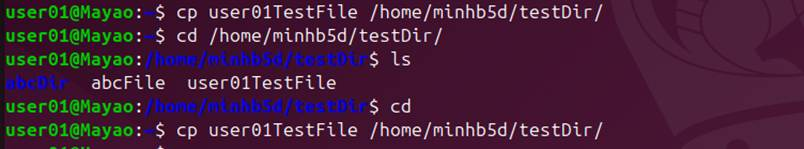 user01@Mayao:~$ cp user01TestFile /home/minhb5d/testDir/
user01@Mayao:~$ cd /home/minhb5d/testDir/
user01@Mayao:/home/minhb5d/testDir$ ls
abcDir  abcFile  user01TestFile
user01@Mayao:/home/minhb5d/testDir$ cd
user01@Mayao:~$ cp user01TestFile /home/minhb5d/testDir/